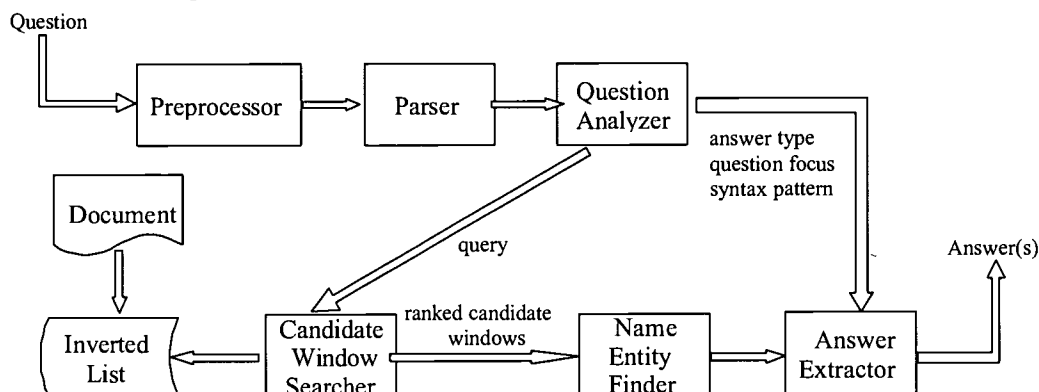 Question
Preprocessor
Parser
Question
Analyzer
answer type
question focus
syntax pattern
Document
query
Answer(s)
ranked candidate
windows
Inverted
List
Candidate
Window
Searcher
Name
Entity
Finder
Answer
Extractor